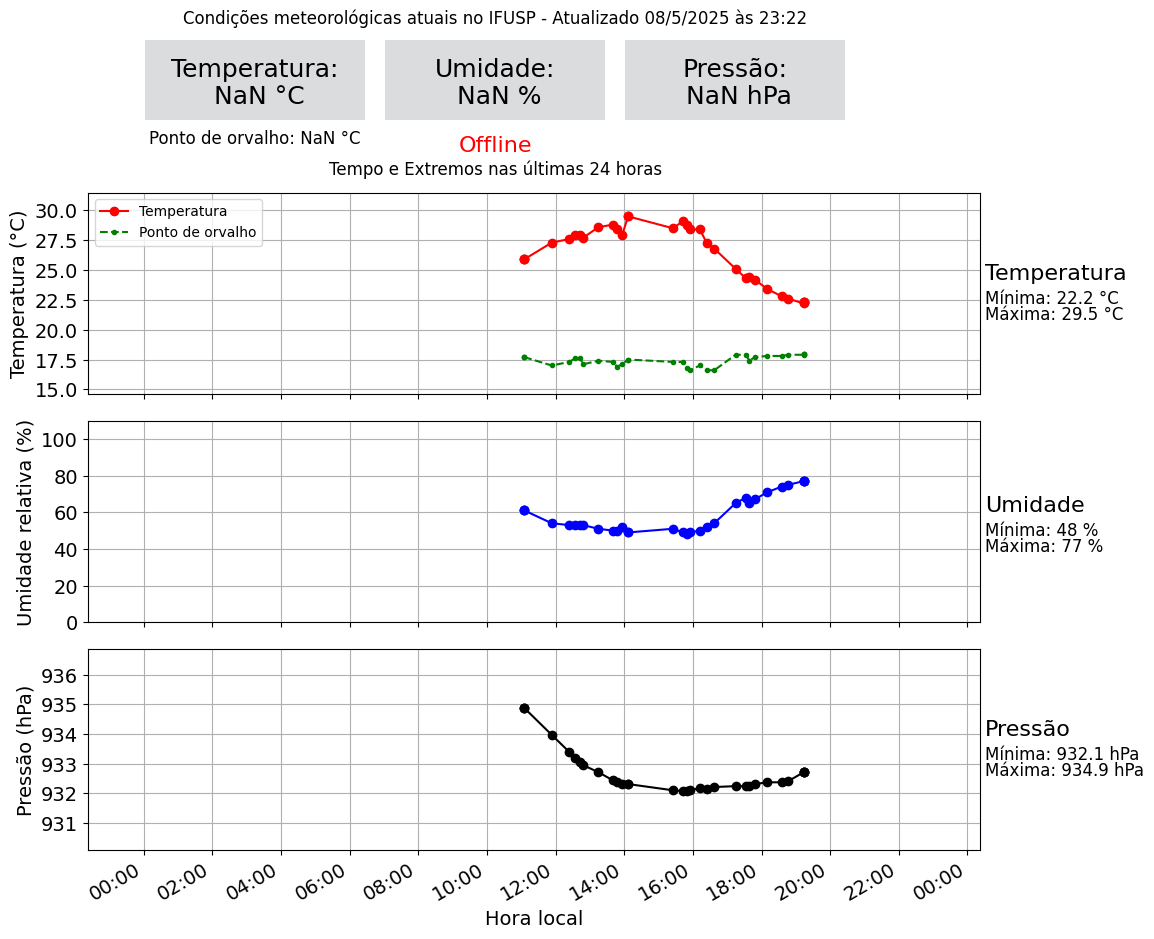 Condições meteorológicas atuais no IFUSP - Atualizado 08/5/2025 às 23:22
Temperatura:
NaN °C
Umidade:
NaN %
Pressão:
NaN hPa
Ponto de orvalho: NaN °C
Offline
Tempo e Extremos nas últimas 24 horas
Temperatura (°C)
30.0
27.5
25.0
22.5
20.0
17.5
15.0
Temperatura
Ponto de orvalho
Temperatura
Mínima: 22.2 °C
Máxima: 29.5 °C
Umidade relativa (%)
100
80
60
40
20
0
Umidade
Mínima: 48 %
Máxima: 77 %
Pressão (hPa)
936
935
934
933
932
931
Pressão
Mínima: 932.1 hPa
Máxima: 934.9 hPa
00:00
02:00
04:00
06:00
08:00
10:00
12:00
14:00
16:00
18:00
20:00
22:00
00:00
Hora local